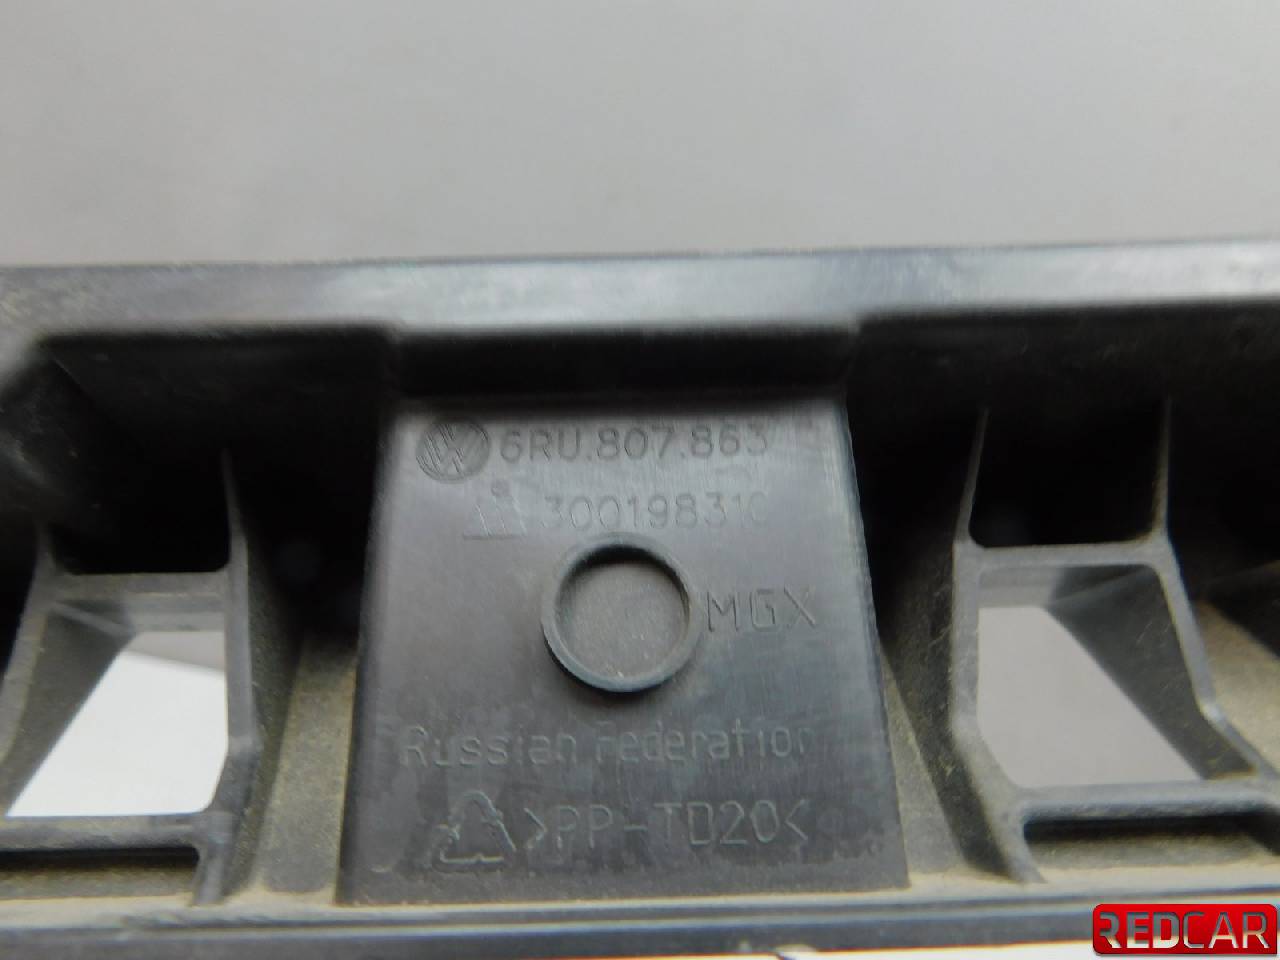 6RU.807.863
300198310
MGX
Russian Federation
>PP-TD20<
REDCAR